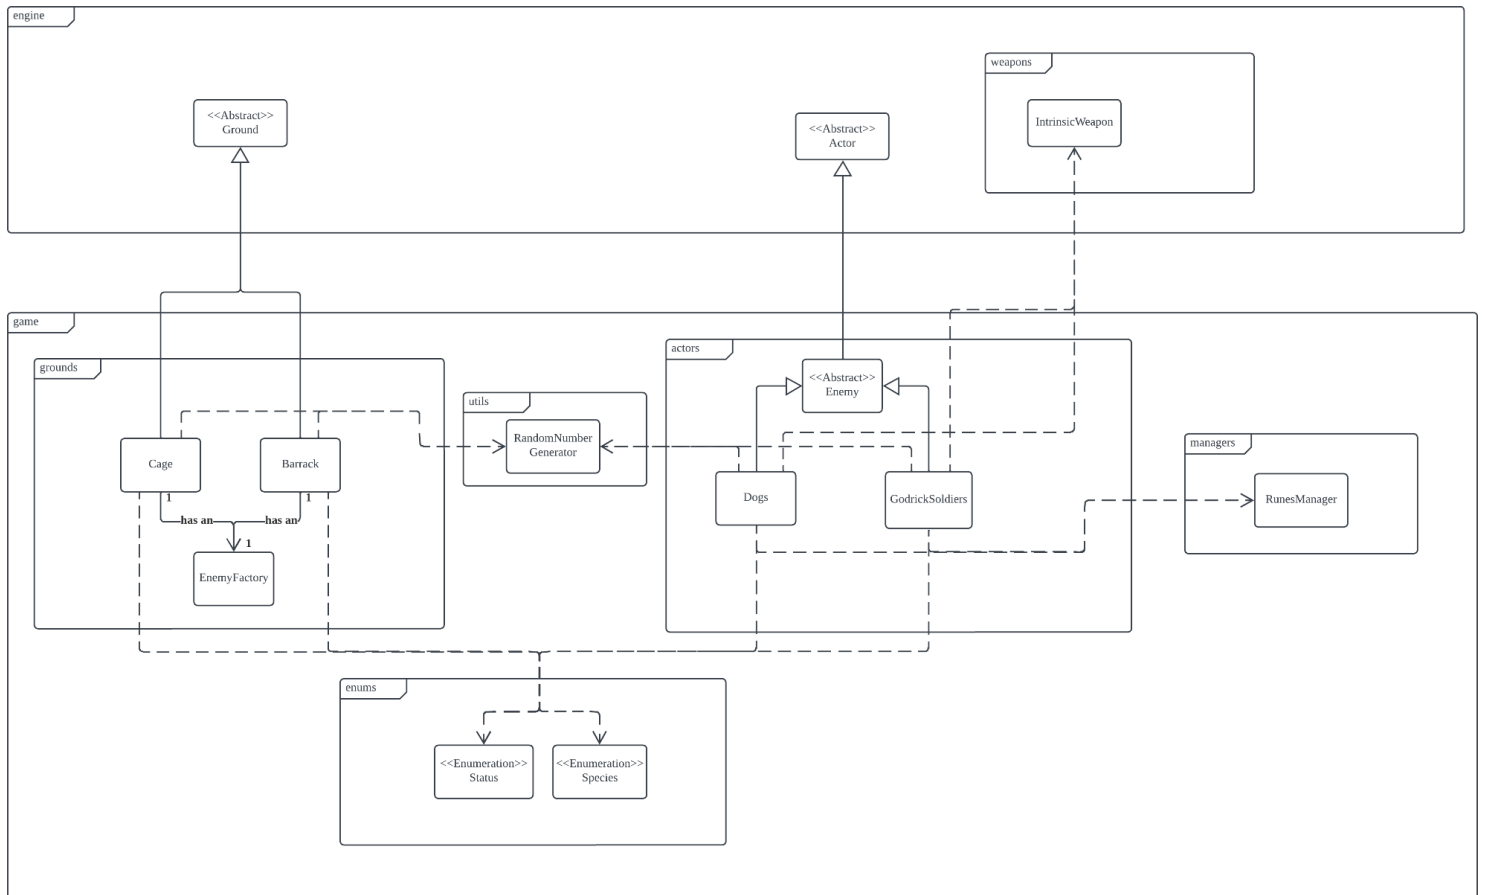 engine
weapons
<<Abstract>>
Ground
<<Abstract>>
Actor
IntrinsicWeapon
game
grounds
actors
<<Abstract>>
Enemy
utils
RandomNumber
Generator
managers
Cage
Barrack
Dogs
GodrickSoldiers
RunesManager
1
1
has an
has an
1
EnemyFactory
enums
<<Enumeration>>
Status
<<Enumeration>>
Species